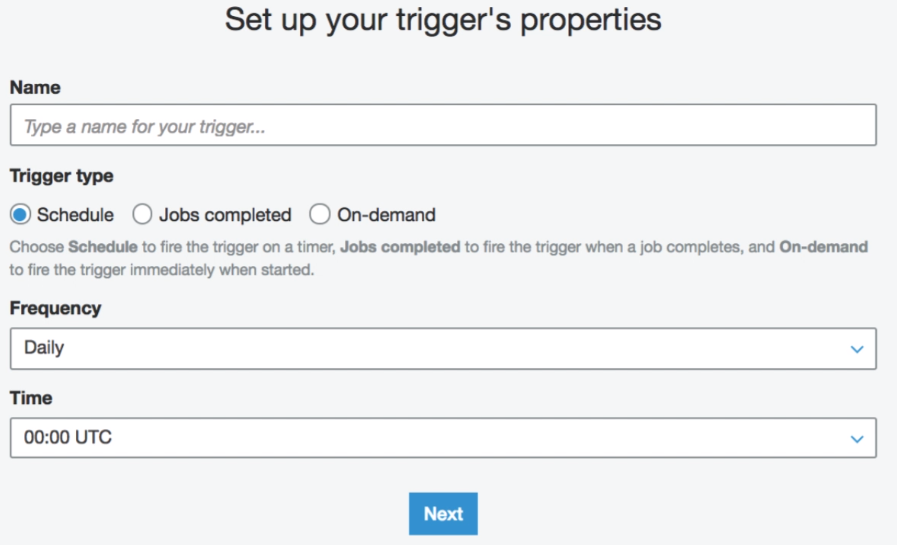 Set up your trigger's properties
Name
Type a name for your trigger...
Trigger type
Schedule Jobs completed On-demand
Choose Schedule to fire the trigger on a timer, Jobs completed to fire the trigger when a job completes, and On-demand
to fire the trigger immediately when started.
Frequency
Daily
Time
00:00 UTC
Next